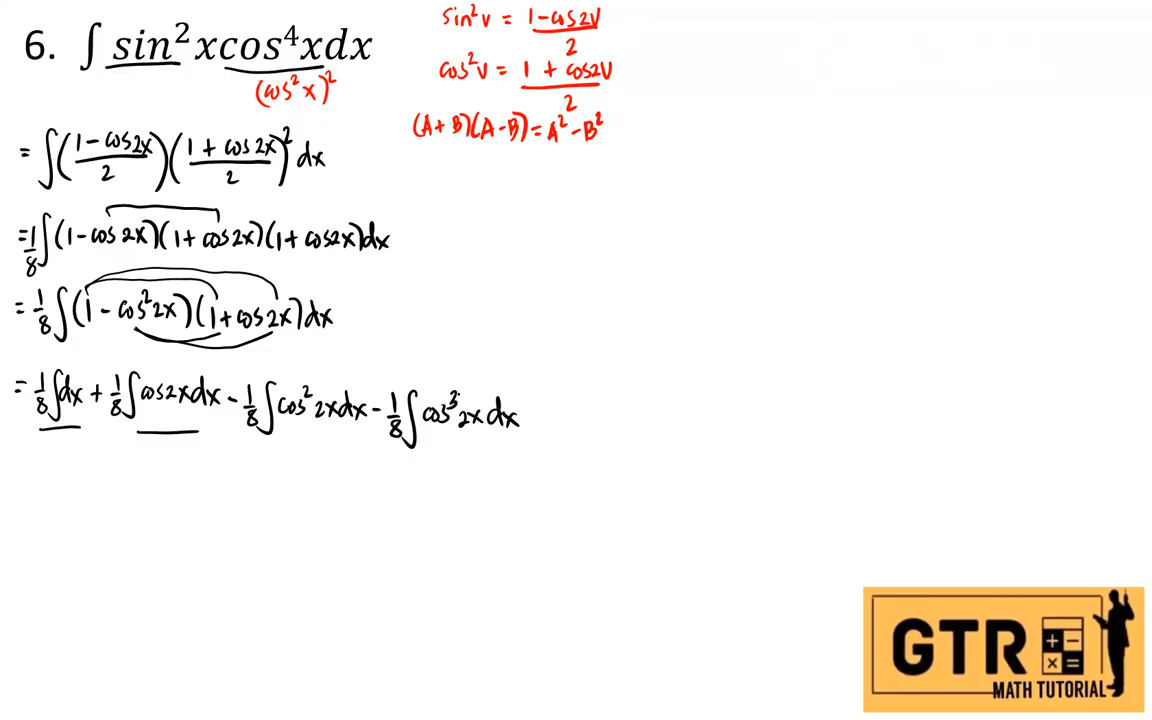 6. ∫ sin²xcos⁴xdx
(cos²x)²
sin²v = 1-cos2v/2
cos²v = 1 + cos2v/2
(A+B)(A-B) = A² - B²
= ∫(1-cos2x/2)(1+cos2x/2)²dx
= 1/8∫(1-cos2x)(1+cos2x)(1+cos2x)dx
= 1/8∫(1-cos²2x)(1+cos2x)dx
= 1/8∫dx + 1/8∫cos2xdx - 1/8∫cos²2xdx - 1/8∫cos³2xdx
GTR
+ −
× =
MATH TUTORIAL